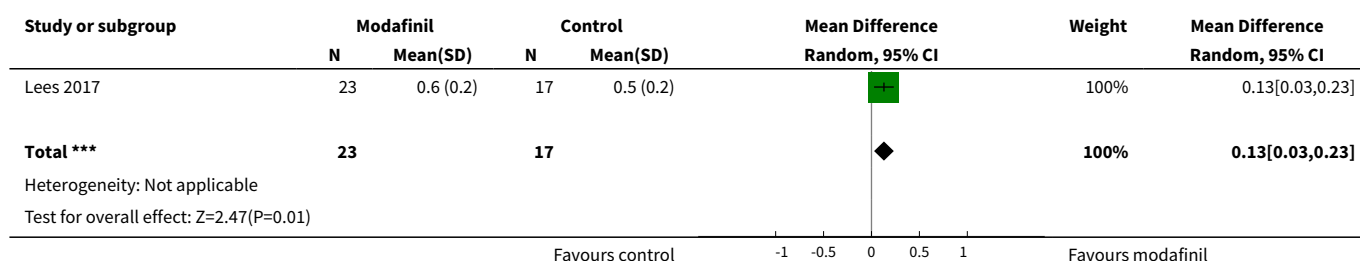 Study or subgroup Modafinil Control Mean Difference Weight Mean Difference
N Mean(SD) N Mean(SD) Random, 95% CI Random, 95% CI
Lees 2017 23 0.6 (0.2) 17 0.5 (0.2) 100% 0.13[0.03,0.23]
Total *** 23 17 100% 0.13[0.03,0.23]
Heterogeneity: Not applicable
Test for overall effect: Z=2.47(P=0.01)
Favours control -1 -0.5 0 0.5 1 Favours modafinil